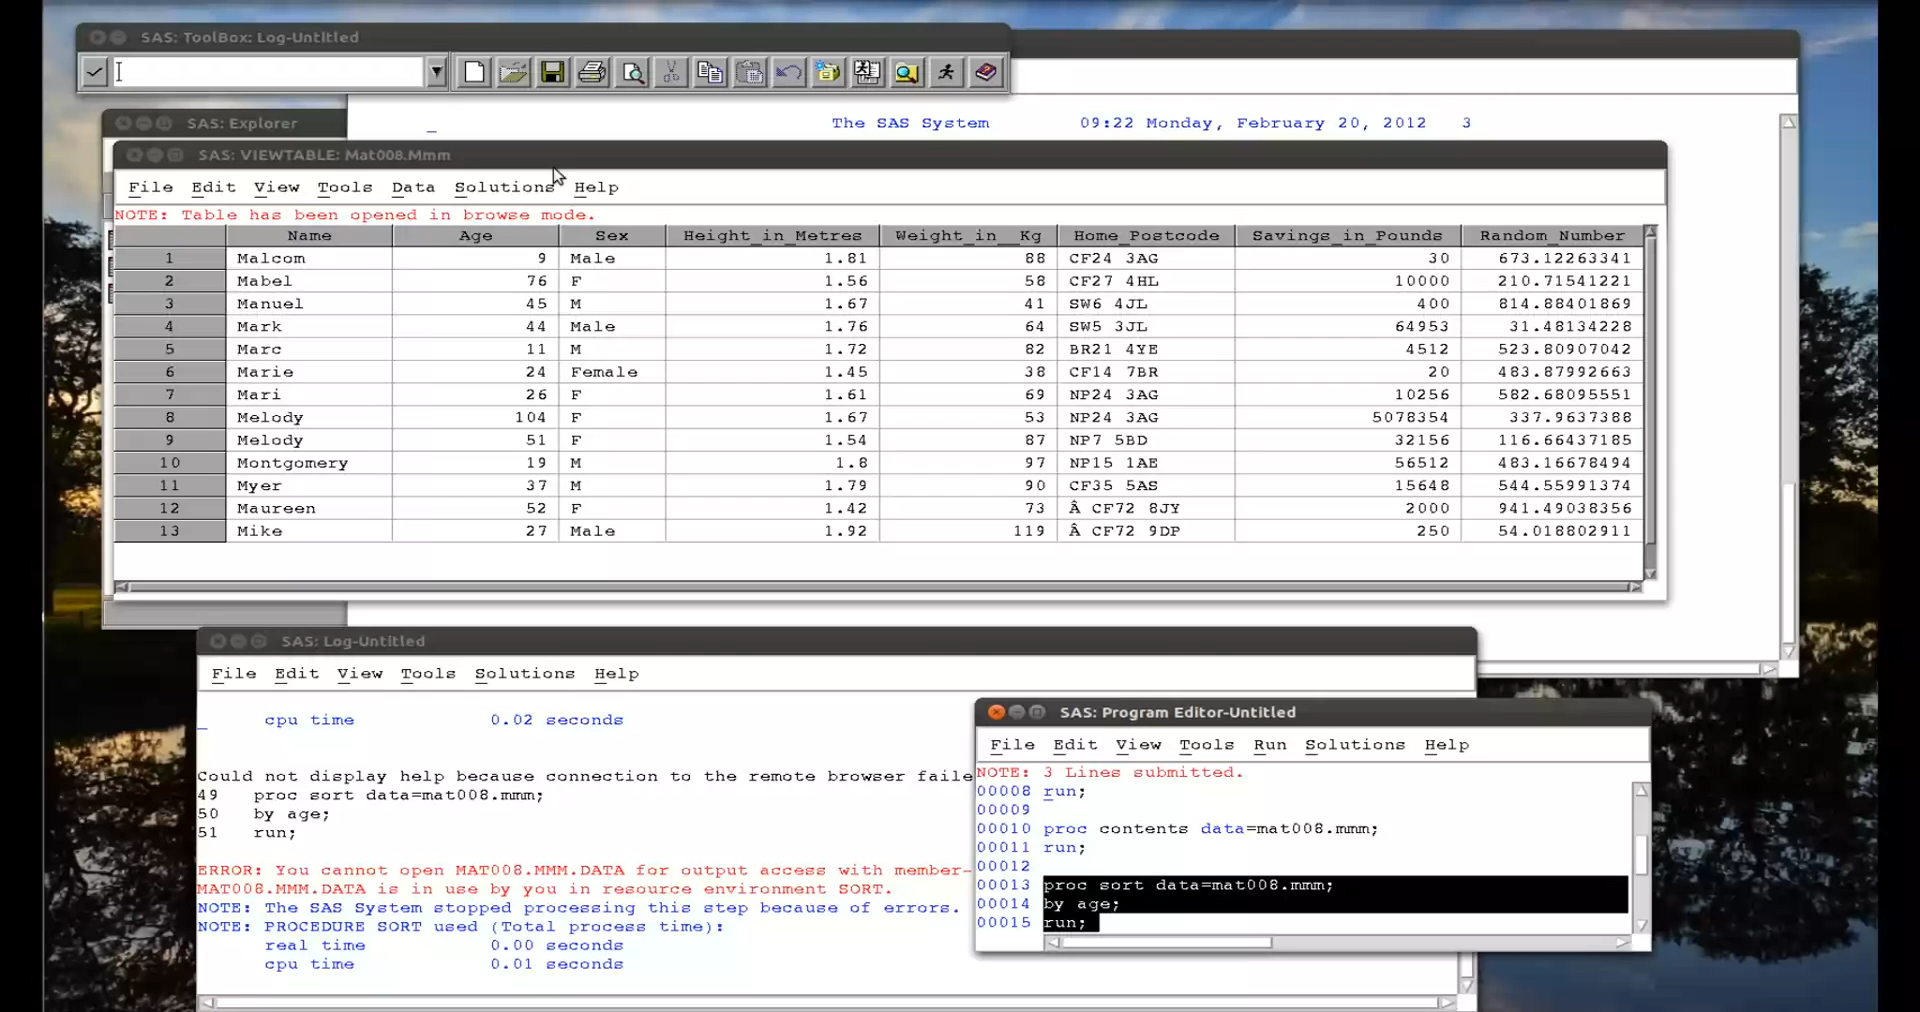 SAS: ToolBox: Log-Untitled
SAS: Explorer
The SAS System 09:22 Monday, February 20, 2012 3
SAS: VIEWTABLE: Mat008.Mmm
File Edit View Tools Data Solutions Help
NOTE: Table has been opened in browse mode.
Name Age Sex Height_in_Metres Weight_in__Kg Home_Postcode Savings_in_Pounds Random_Number
1 Malcom 9 Male 1.81 88 CF24 3AG 30 673.12263341
2 Mabel 76 F 1.56 58 CF27 4HL 10000 210.71541221
3 Manuel 45 M 1.67 41 SW6 4JL 400 814.88401869
4 Mark 44 Male 1.76 64 SW5 3JL 64953 31.48134228
5 Marc 11 M 1.72 82 BR21 4YE 4512 523.80907042
6 Marie 24 Female 1.45 38 CF14 7BR 20 483.87992663
7 Mari 26 F 1.61 69 NP24 3AG 10256 582.68095551
8 Melody 104 F 1.67 53 NP24 3AG 5078354 337.9637388
9 Melody 51 F 1.54 87 NP7 5BD 32156 116.66437185
10 Montgomery 19 M 1.8 97 NP15 1AE 56512 483.16678494
11 Myer 37 M 1.79 90 CF35 5AS 15648 544.55991374
12 Maureen 52 F 1.42 73 Â CF72 8JY 2000 941.49038356
13 Mike 27 Male 1.92 119 Â CF72 9DP 250 54.018802911
SAS: Log-Untitled
File Edit View Tools Solutions Help
cpu time 0.02 seconds
Could not display help because connection to the remote browser faile
49 proc sort data=mat008.mmm;
50 by age;
51 run;
ERROR: You cannot open MAT008.MMM.DATA for output access with member-
MAT008.MMM.DATA is in use by you in resource environment SORT.
NOTE: The SAS System stopped processing this step because of errors.
NOTE: PROCEDURE SORT used (Total process time):
real time 0.00 seconds
cpu time 0.01 seconds
SAS: Program Editor-Untitled
File Edit View Tools Run Solutions Help
NOTE: 3 Lines submitted.
00008 run;
00009
00010 proc contents data=mat008.mmm;
00011 run;
00012
00013 proc sort data=mat008.mmm;
00014 by age;
00015 run;